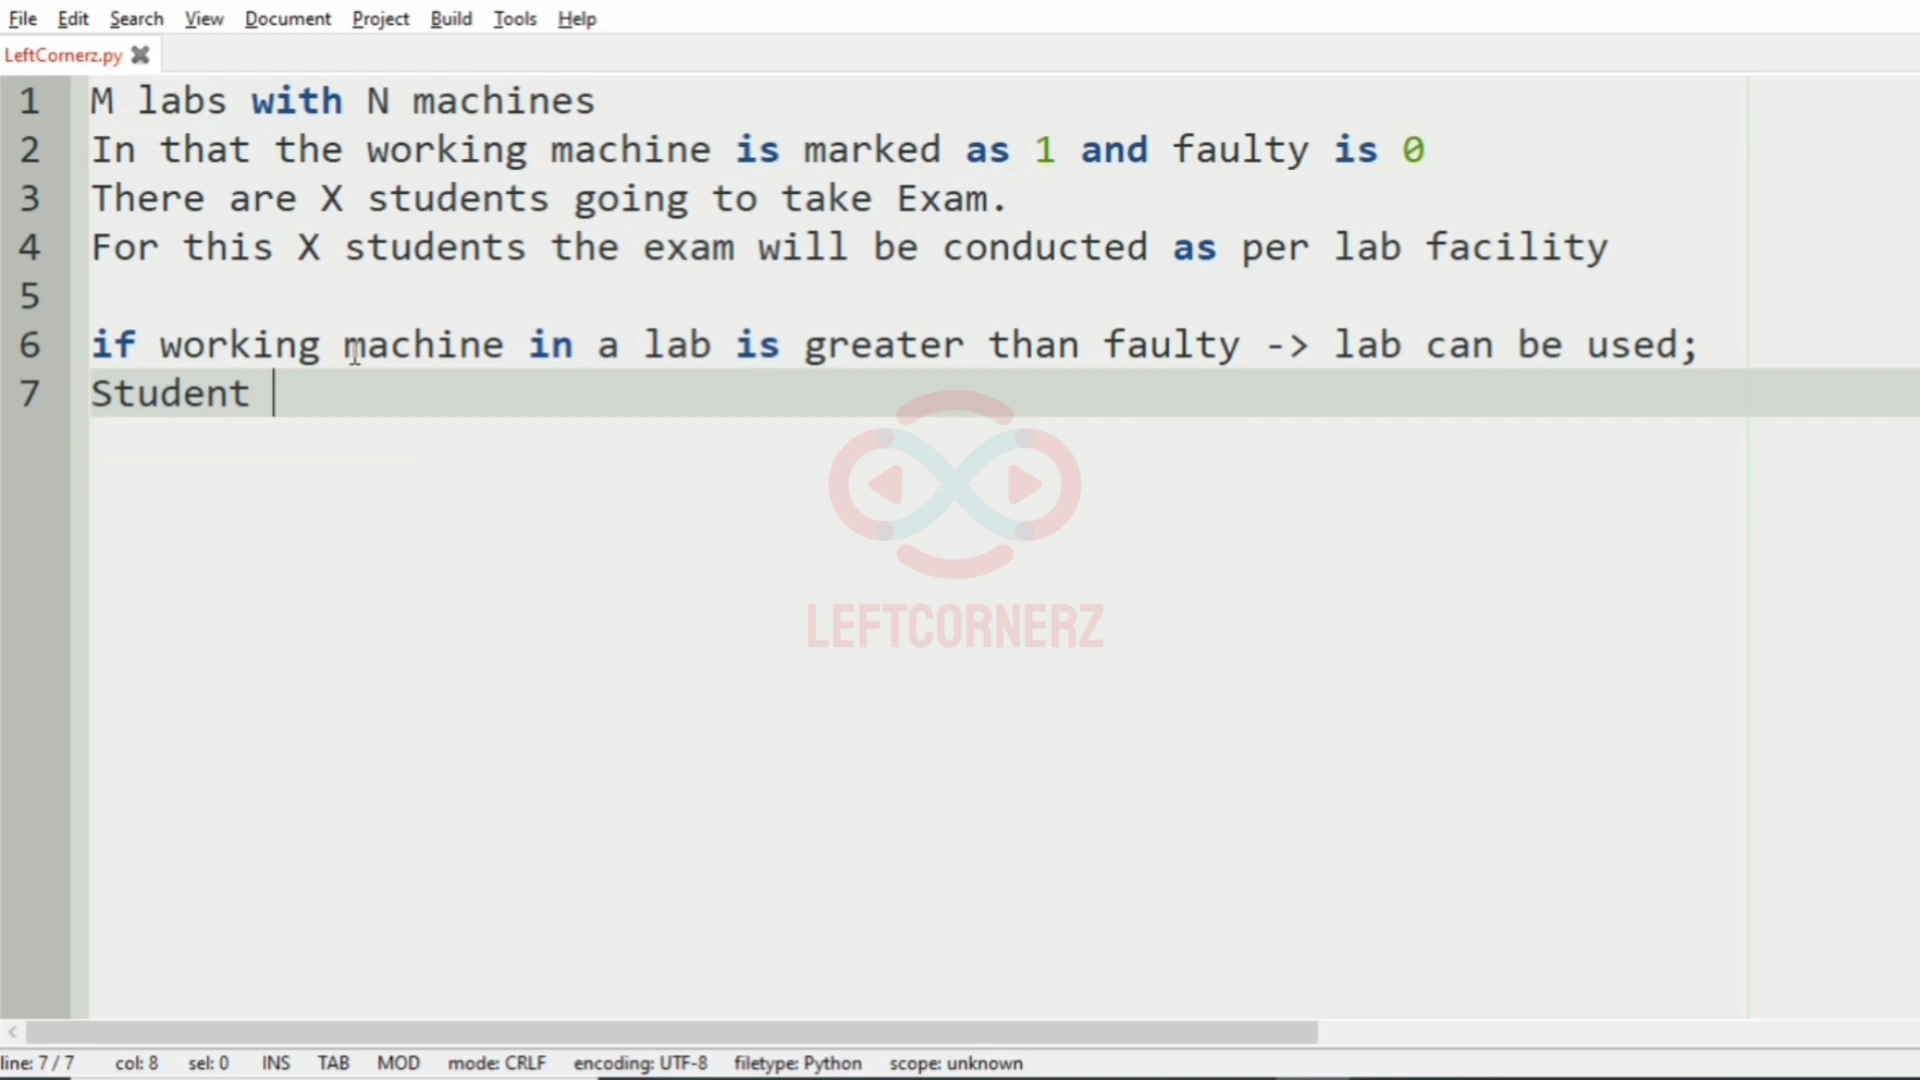 File Edit Search View Document Project Build Tools Help
LeftCornerz.py
1 M labs with N machines
2 In that the working machine is marked as 1 and faulty is 0
3 There are X students going to take Exam.
4 For this X students the exam will be conducted as per lab facility
5
6 if working machine in a lab is greater than faulty -> lab can be used;
7 Student
LEFTCORNERZ
line: 7 / 7 col: 8 sel: 0 INS TAB MOD mode: CRLF encoding: UTF-8 filetype: Python scope: unknown